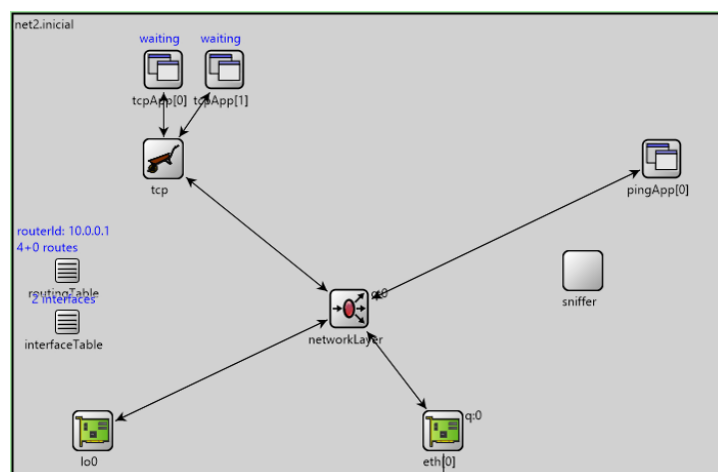 net2.inicial
waiting waiting
tcpApp[0] tcpApp[1]
tcp
pingApp[0]
routerId: 10.0.0.1
4+0 routes
routingTable
2 interfaces
interfaceTable
q:0
networkLayer
sniffer
lo0
q:0
eth[0]